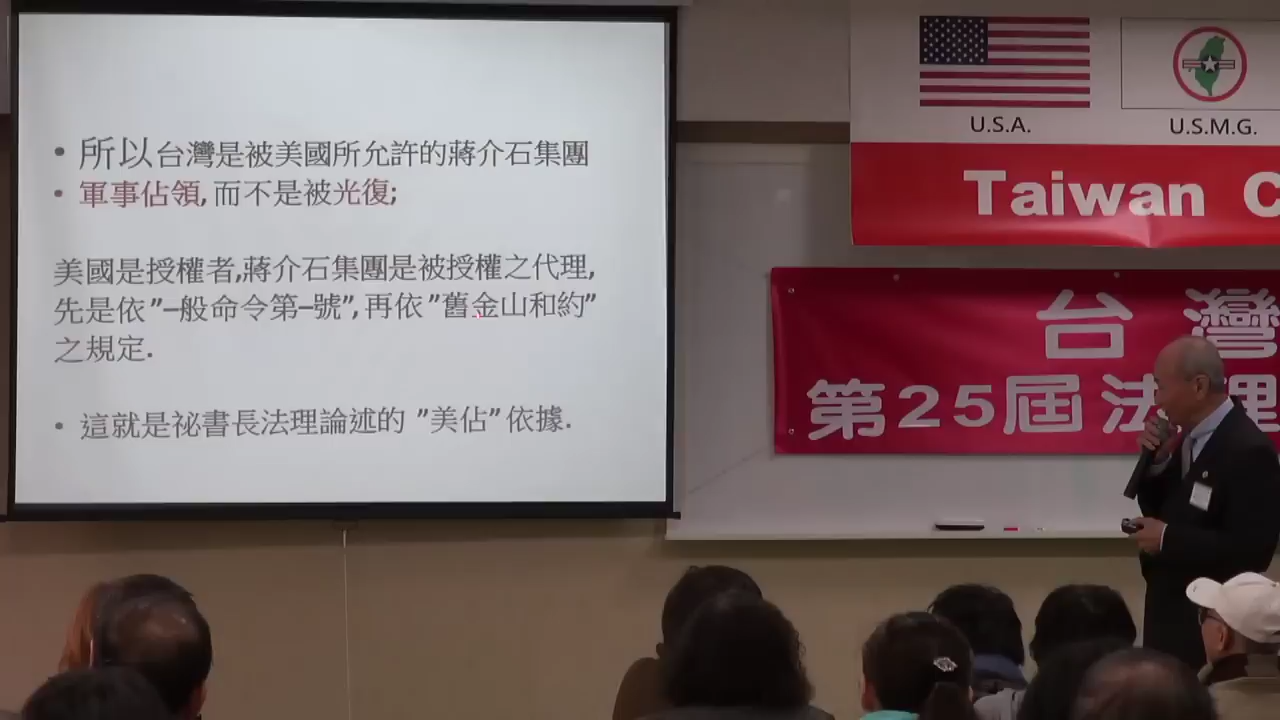 所以台灣是被美國所允許的蔣介石集團
軍事佔領, 而不是被光復;
美國是授權者,蔣介石集團是被授權之代理,
先是依"一般命令第一號", 再依"舊金山和約"
之規定.
這就是祕書長法理論述的 "美佔"依據.
U.S.A.
U.S.M.G.
Taiwan C
台灣
第25屆法理